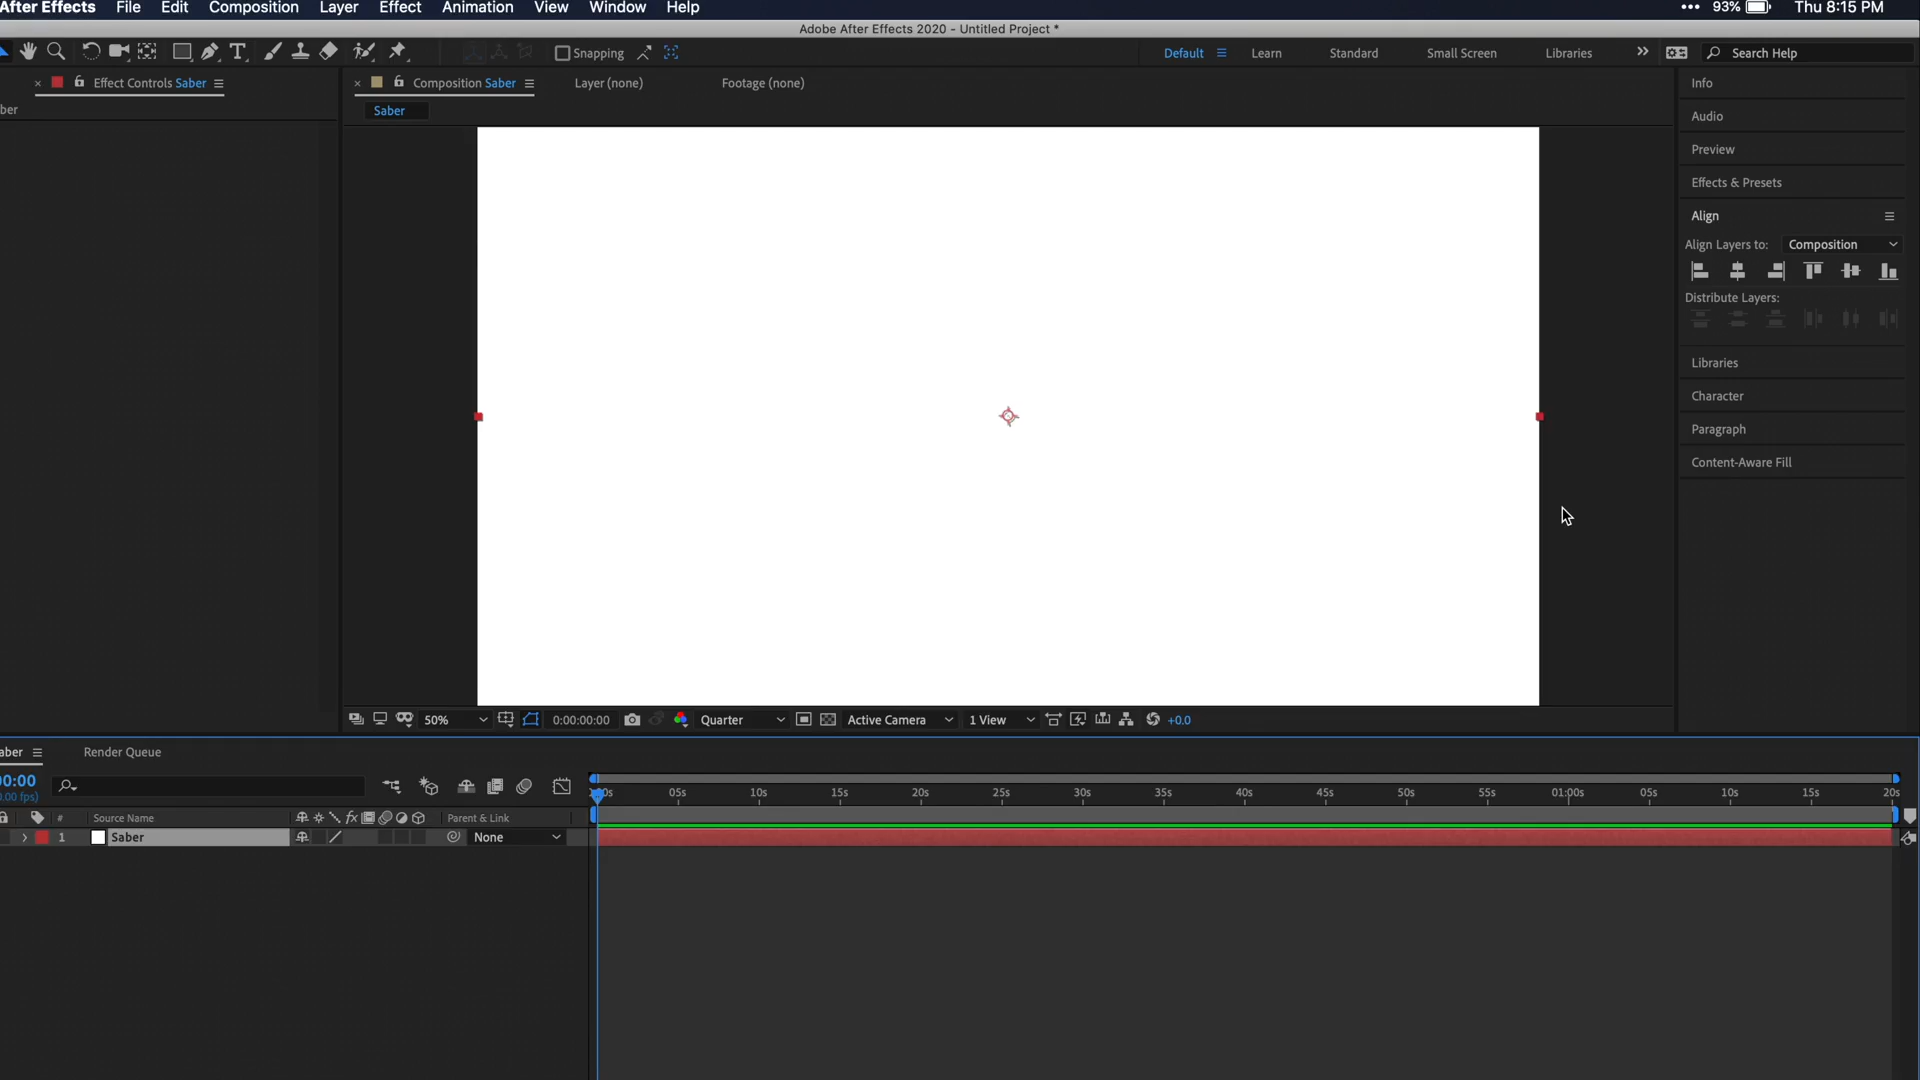 After Effects File Edit Composition Layer Effect Animation View Window Help 93% Thu 8:15 PM
Adobe After Effects 2020 - Untitled Project *
Snapping Default Learn Standard Small Screen Libraries Search Help
Effect Controls Saber Composition Saber Layer (none) Footage (none) Info
ber Saber
Audio
Preview
Effects & Presets
Align
Align Layers to: Composition
Distribute Layers:
Libraries
Character
Paragraph
Content-Aware Fill
50% 0:00:00:00 Quarter Active Camera 1 View +0.0
aber Render Queue
00:00
0.00 fps)
05s 10s 15s 20s 25s 30s 35s 40s 45s 50s 55s 01:00s 05s 10s 15s 20s
# Source Name fx Parent & Link
1 Saber None